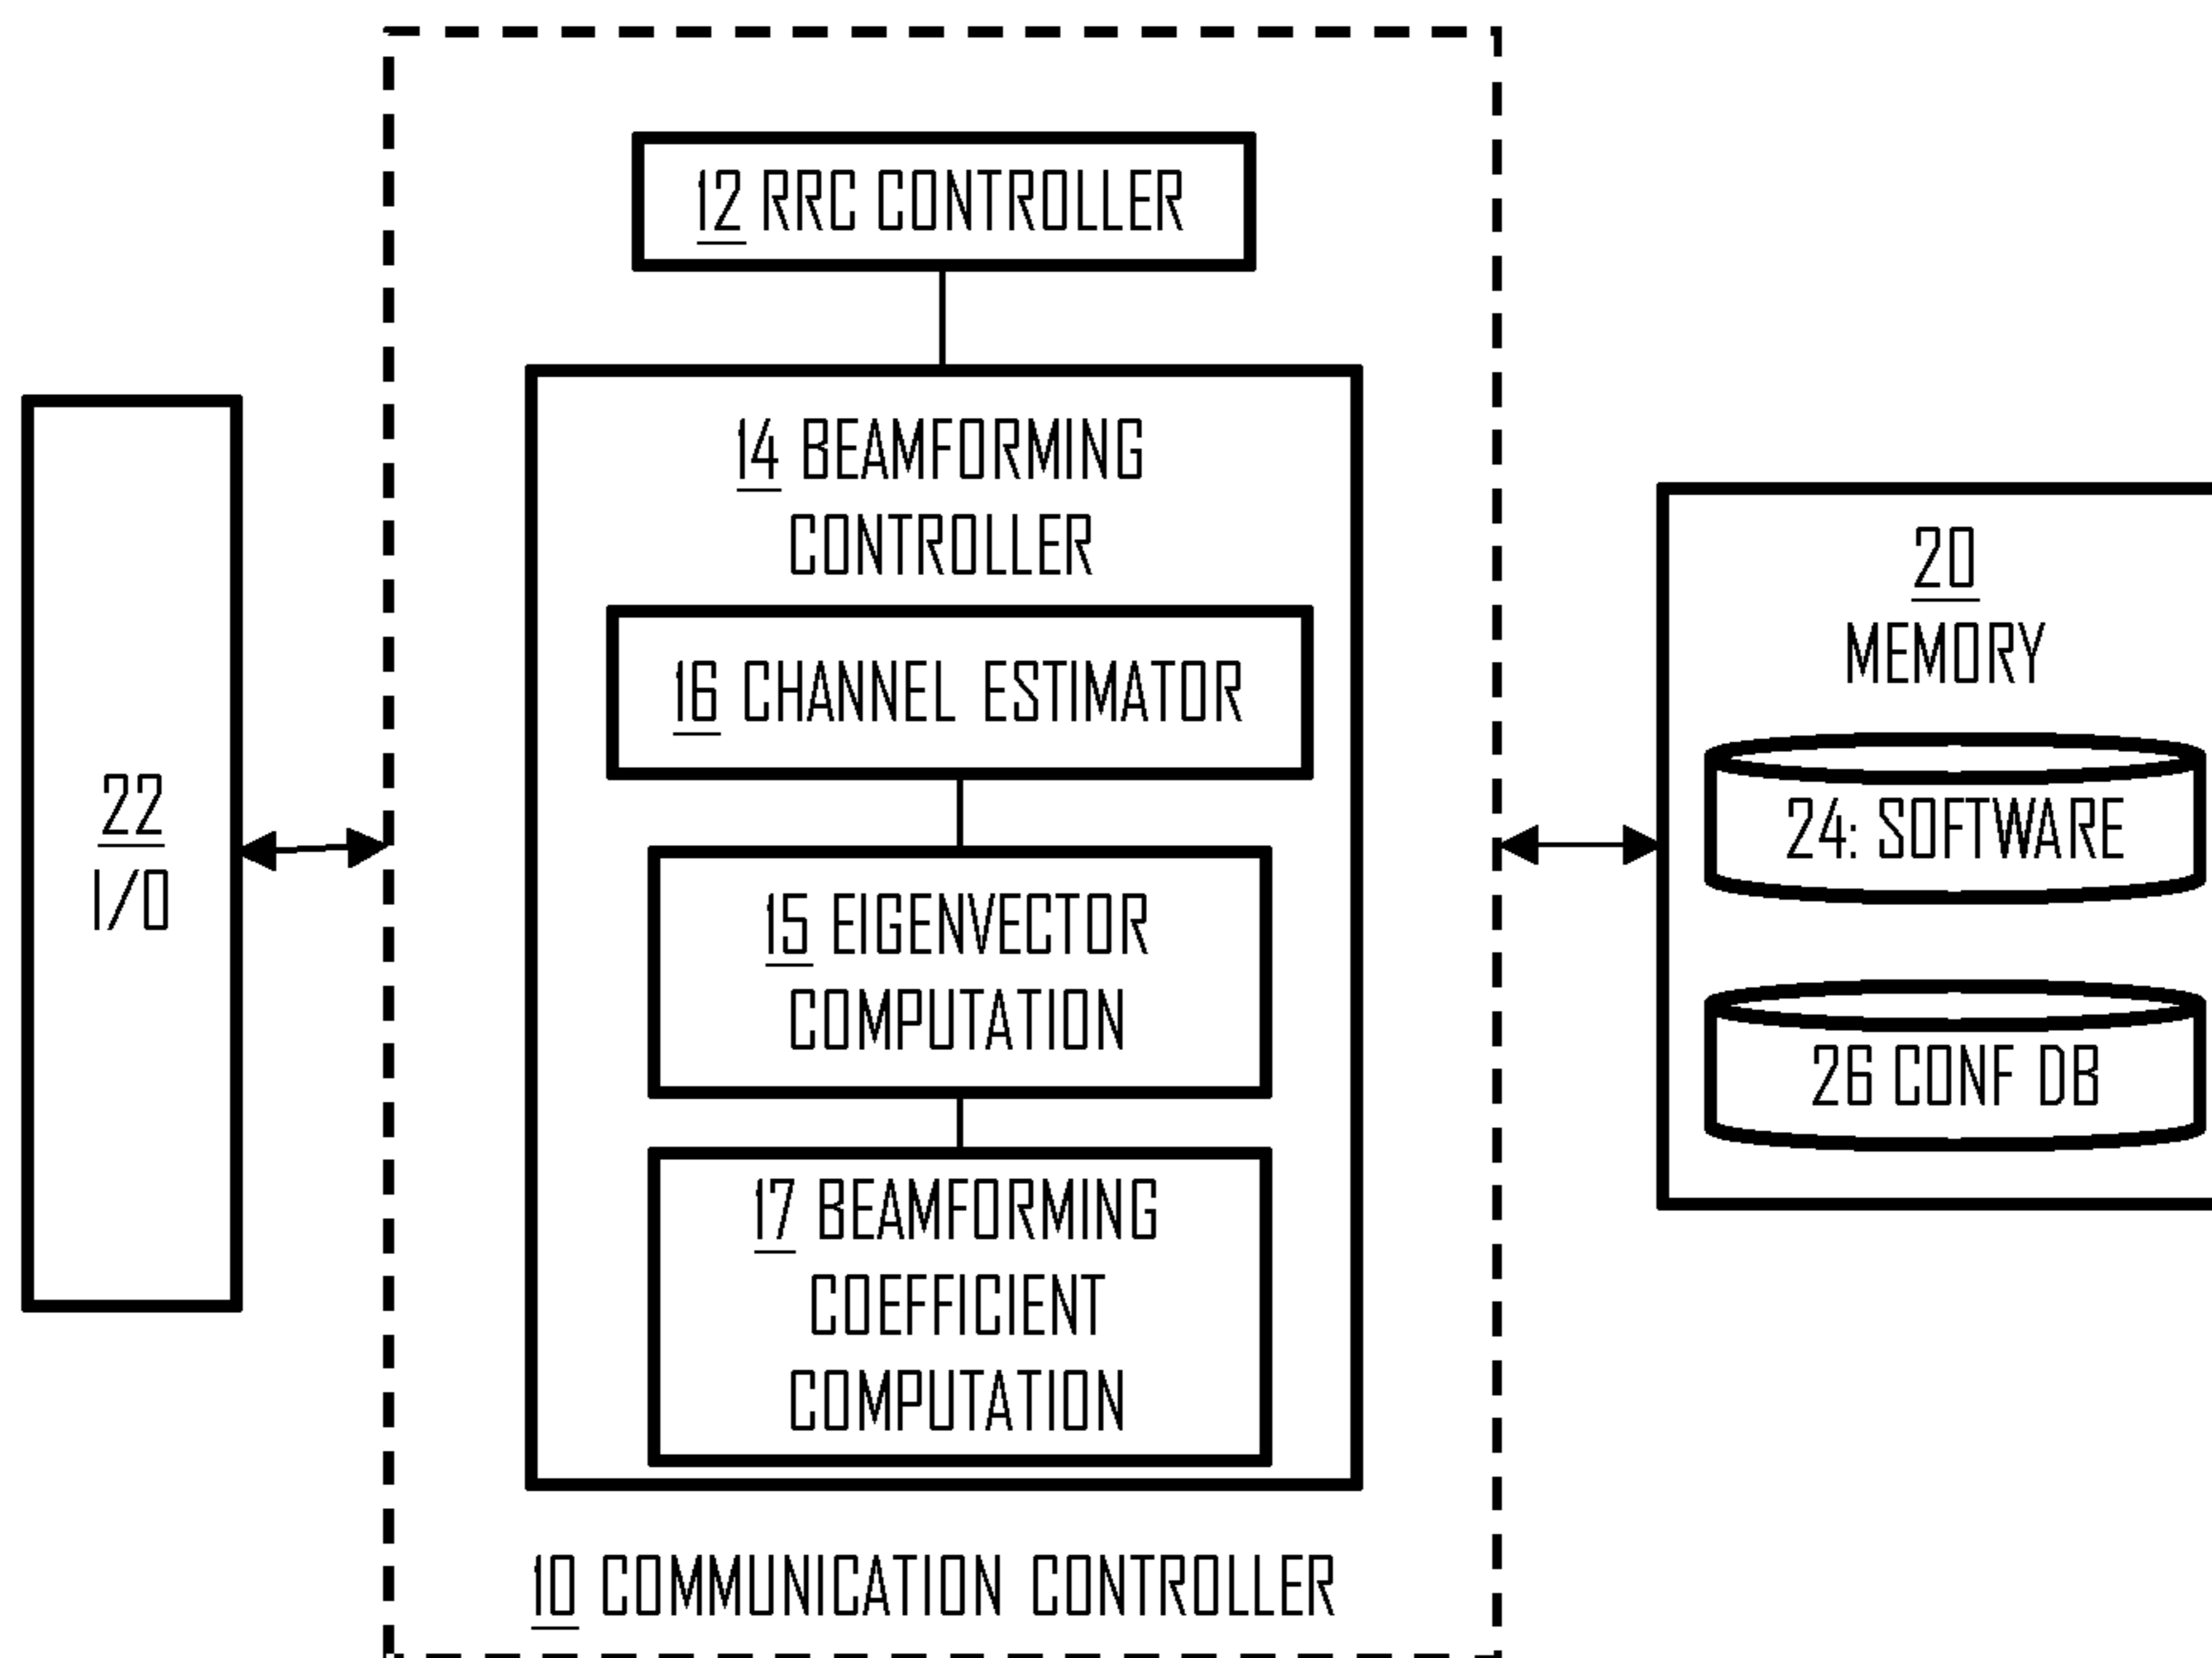 12 RRC CONTROLLER
14 BEAMFORMING
CONTROLLER
16 CHANNEL ESTIMATOR
15 EIGENVECTOR
COMPUTATION
17 BEAMFORMING
COEFFICIENT
COMPUTATION
10 COMMUNICATION CONTROLLER
22
I/O
20
MEMORY
24: SOFTWARE
26 CONF DB